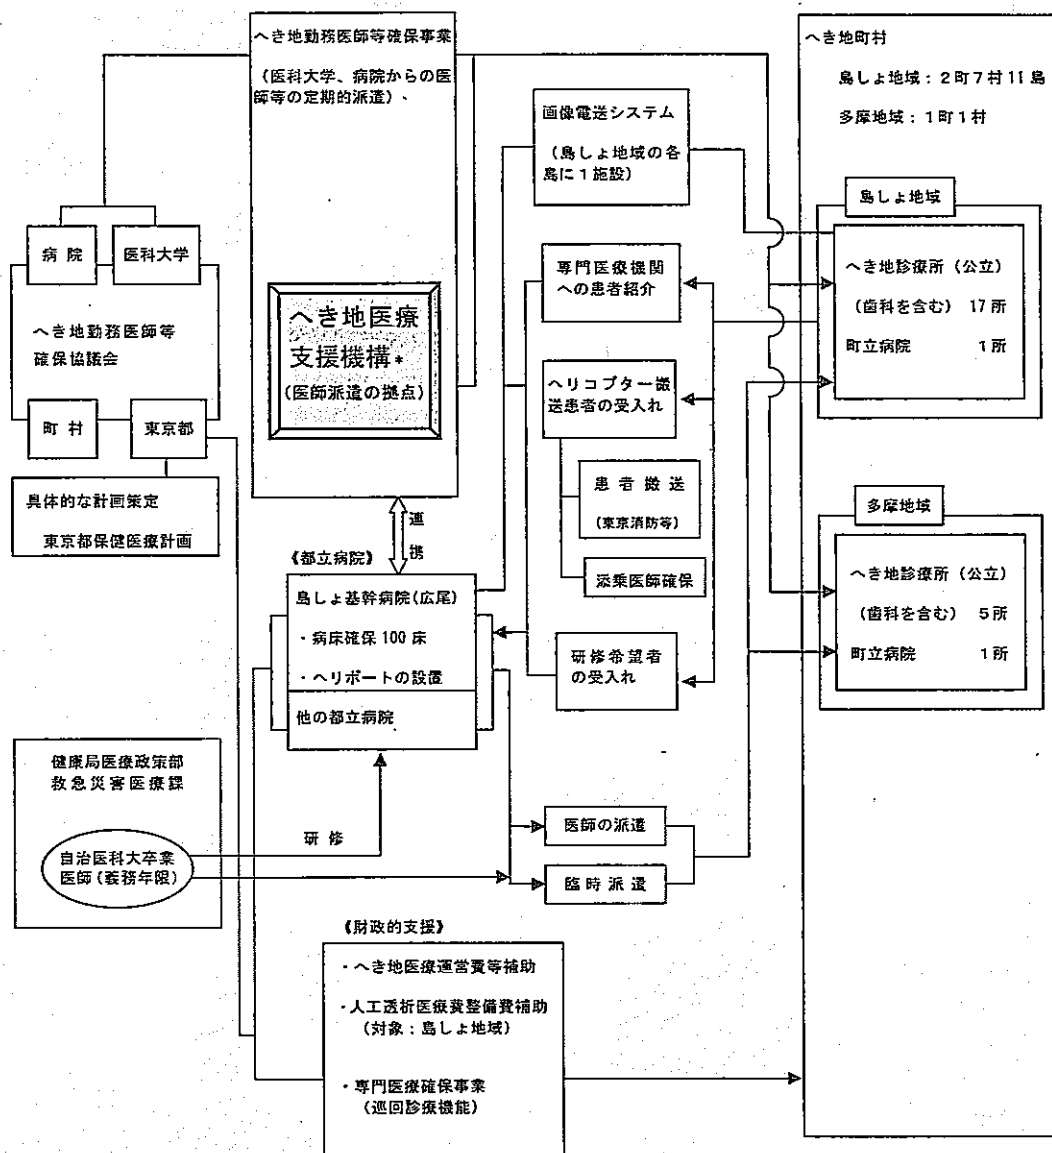 へき地勤務医師等確保事業
(医科大学、病院からの医
師等の定期的派遣)、
病 院
医科大学
へき地勤務医師等
確保協議会
町 村
東京都
具体的な計画策定
東京都保健医療計画
へき地医療
支援機構*
(医師派遣の拠点)
連
携
《都立病院》
島しょ基幹病院(広尾)
・病床確保100床
・ヘリポートの設置
他の都立病院
健康局医療政策部
救急災害医療課
自治医科大卒業
医師(義務年限)
研 修
画像電送システム
(島しょ地域の各
島に1施設)
専門医療機関
への患者紹介
ヘリコプター搬
送患者の受入れ
患 者 搬 送
(東京消防等)
添乗医師確保
研修希望者
の受入れ
医師の派遣
臨 時 派 遣
《財政的支援》
・へき地医療運営費等補助
・人工透析医療費整備費補助
(対象:島しょ地域)
・専門医療確保事業
(巡回診療機能)
へき地町村
島しょ地域:2町7村11島
多摩地域:1町1村
島しょ地域
へき地診療所(公立)
(歯科を含む) 17所
町立病院 1所
多摩地域
へき地診療所(公立)
(歯科を含む) 5所
町立病院 1所